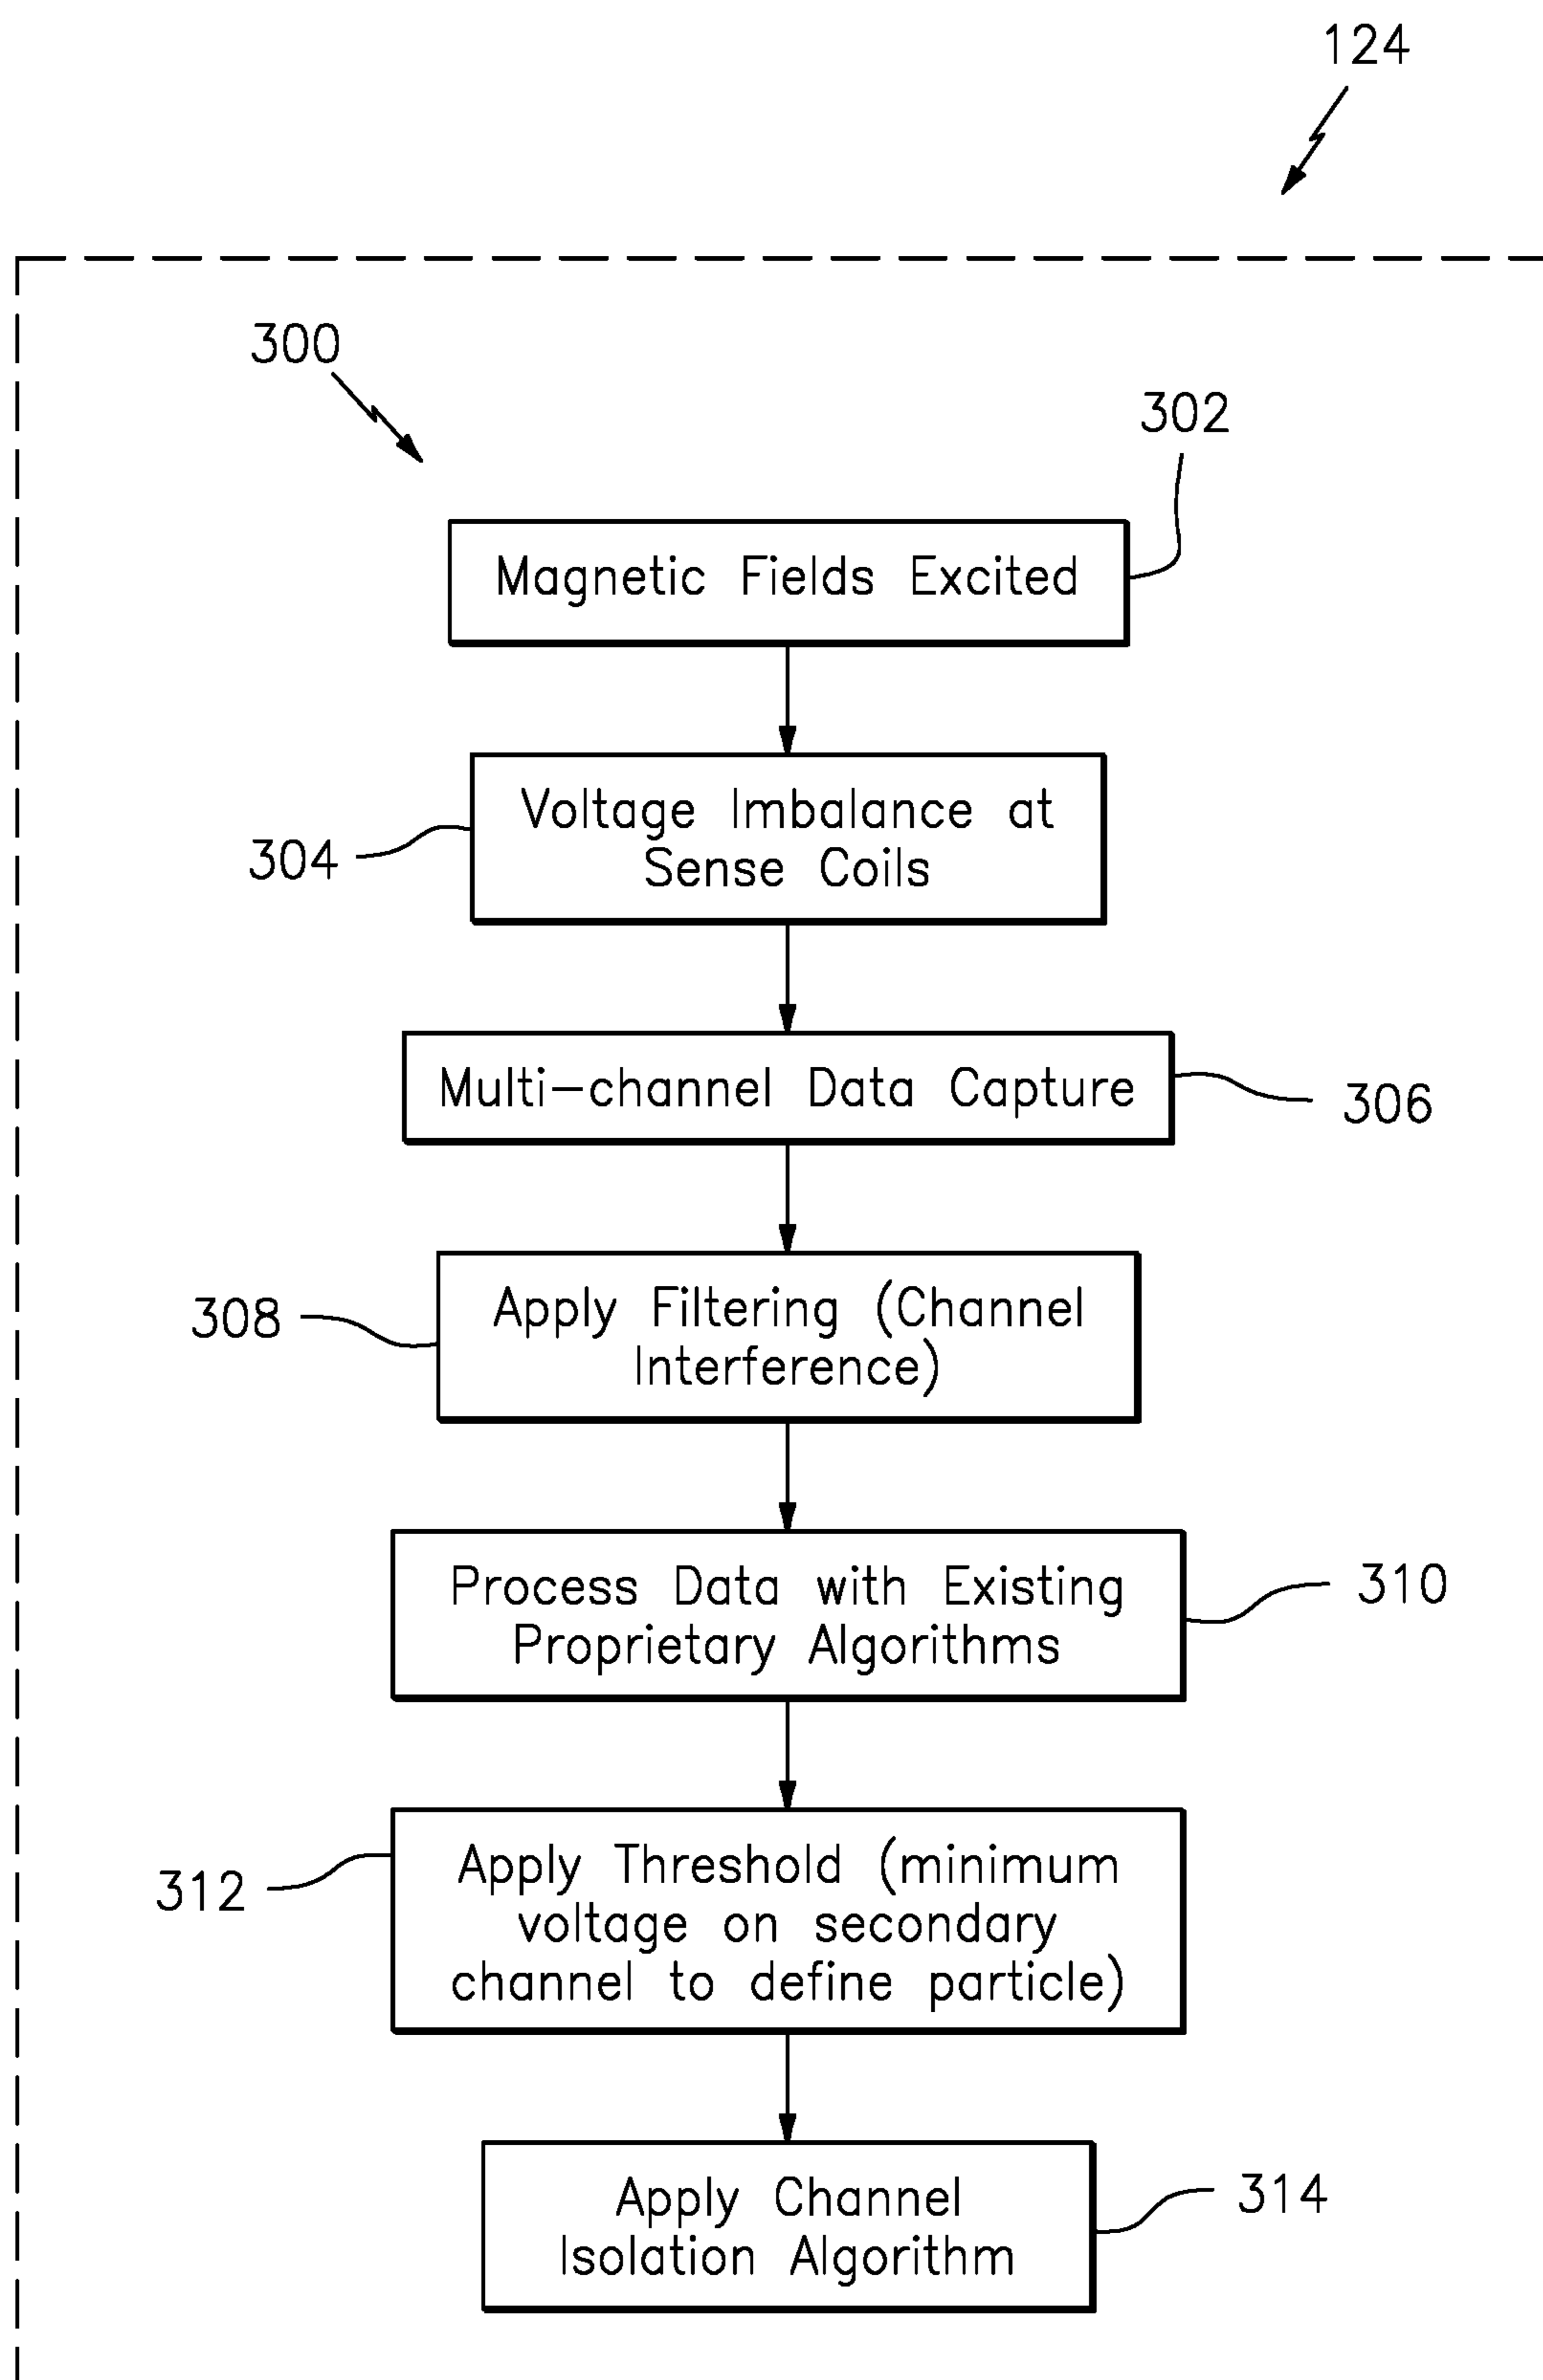 124
300
302
Magnetic Fields Excited
304
Voltage Imbalance at
Sense Coils
Multi-channel Data Capture
306
308
Apply Filtering (Channel
Interference)
Process Data with Existing
Proprietary Algorithms
310
312
Apply Threshold (minimum
voltage on secondary
channel to define particle)
Apply Channel
Isolation Algorithm
314